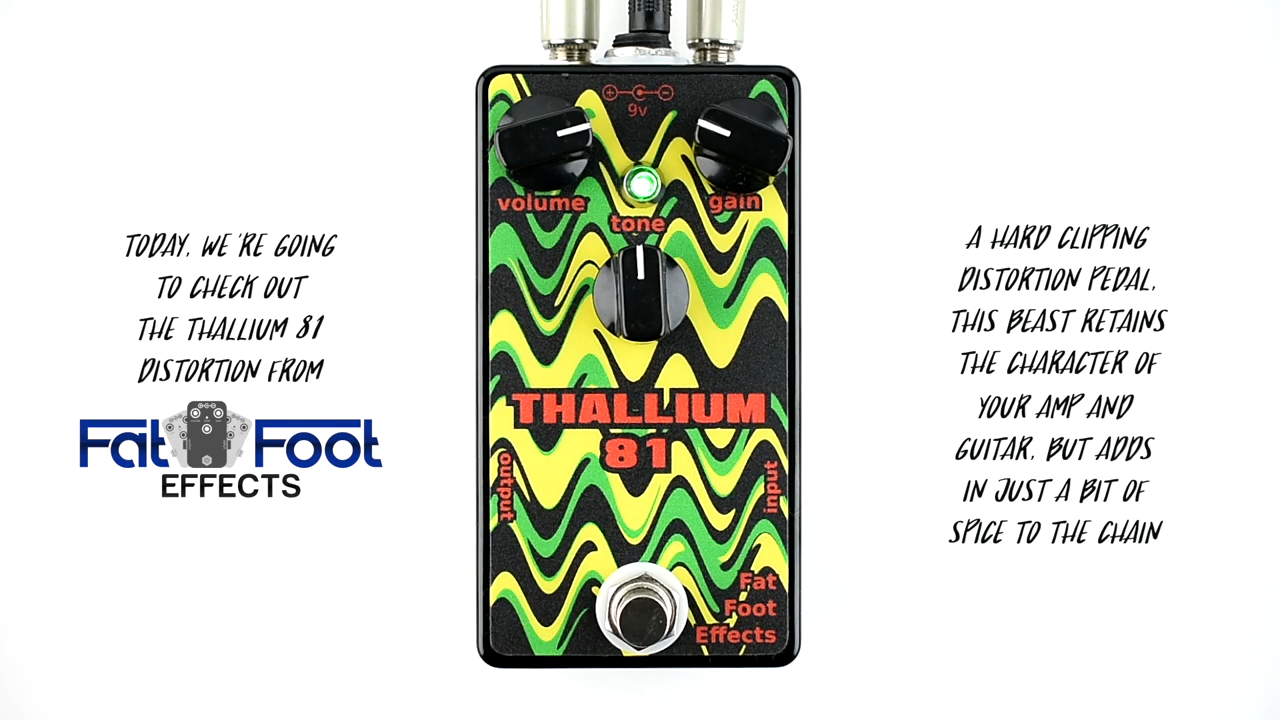 TODAY, WE'RE GOING
TO CHECK OUT
THE THALLIUM 81
DISTORTION FROM
Fat Foot
EFFECTS
9v
volume
gain
tone
THALLIUM
81
output
input
Fat
Foot
Effects
A HARD CLIPPING
DISTORTION PEDAL,
THIS BEAST RETAINS
THE CHARACTER OF
YOUR AMP AND
GUITAR, BUT ADDS
IN JUST A BIT OF
SPICE TO THE CHAIN